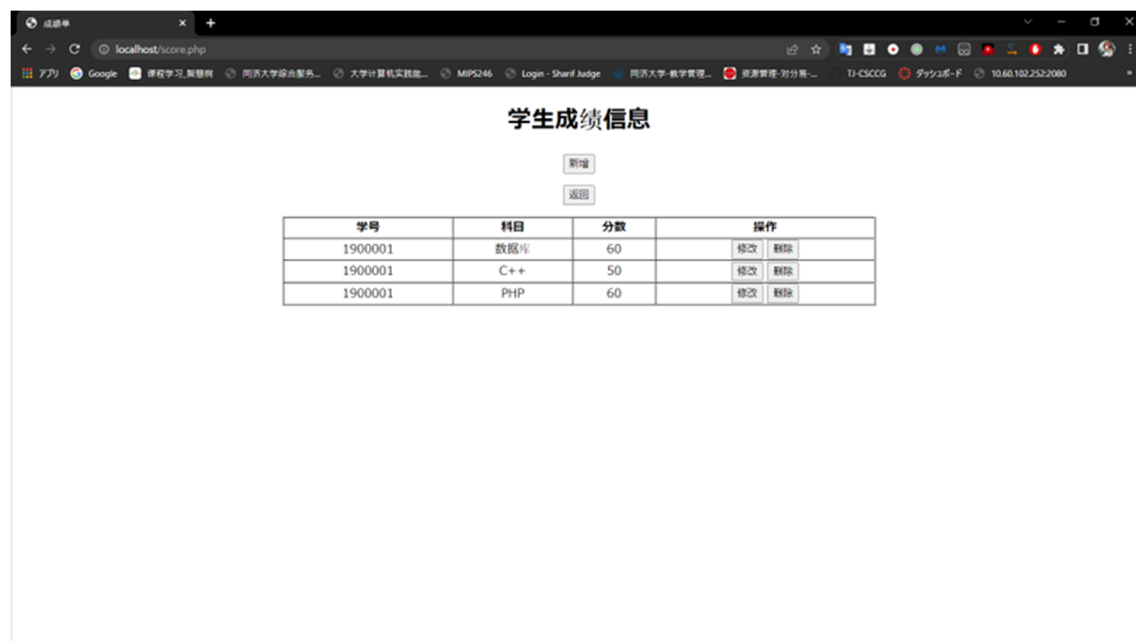 成绩单
localhost/score.php
アプリ Google 课程学习_智慧树 同济大学综合服务... 大学计算机实践能... MIPS246 Login - Sharif Judge 同济大学-教学管理... 资源管理-对分易-... TJ-CSCCG ダッシュボード 10.60.102.252:2080 »
学生成绩信息
新增
返回
学号 科目 分数 操作
1900001 数据库 60 修改 删除
1900001 C++ 50 修改 删除
1900001 PHP 60 修改 删除